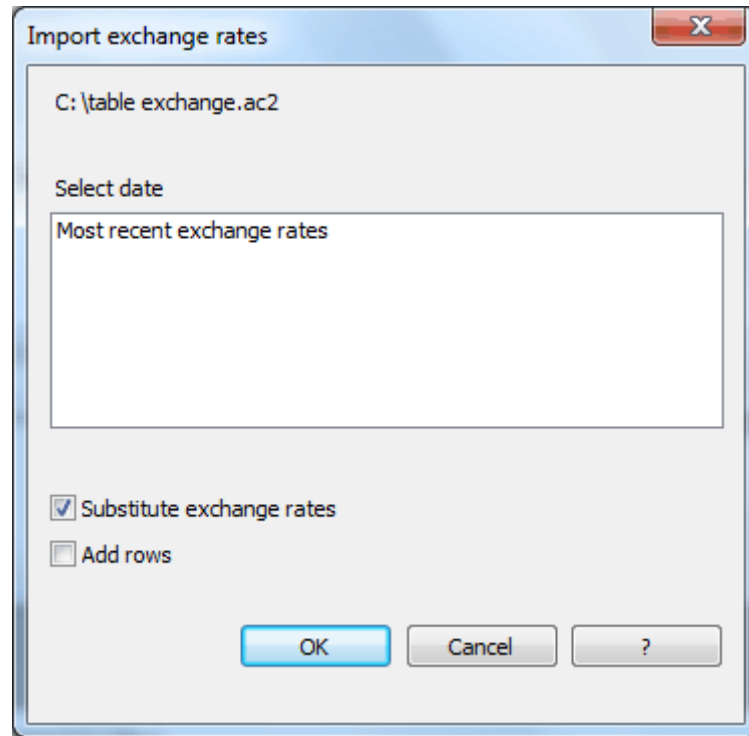 Import exchange rates
C: \table exchange.ac2
Select date
Most recent exchange rates
Substitute exchange rates
Add rows
OK Cancel ?